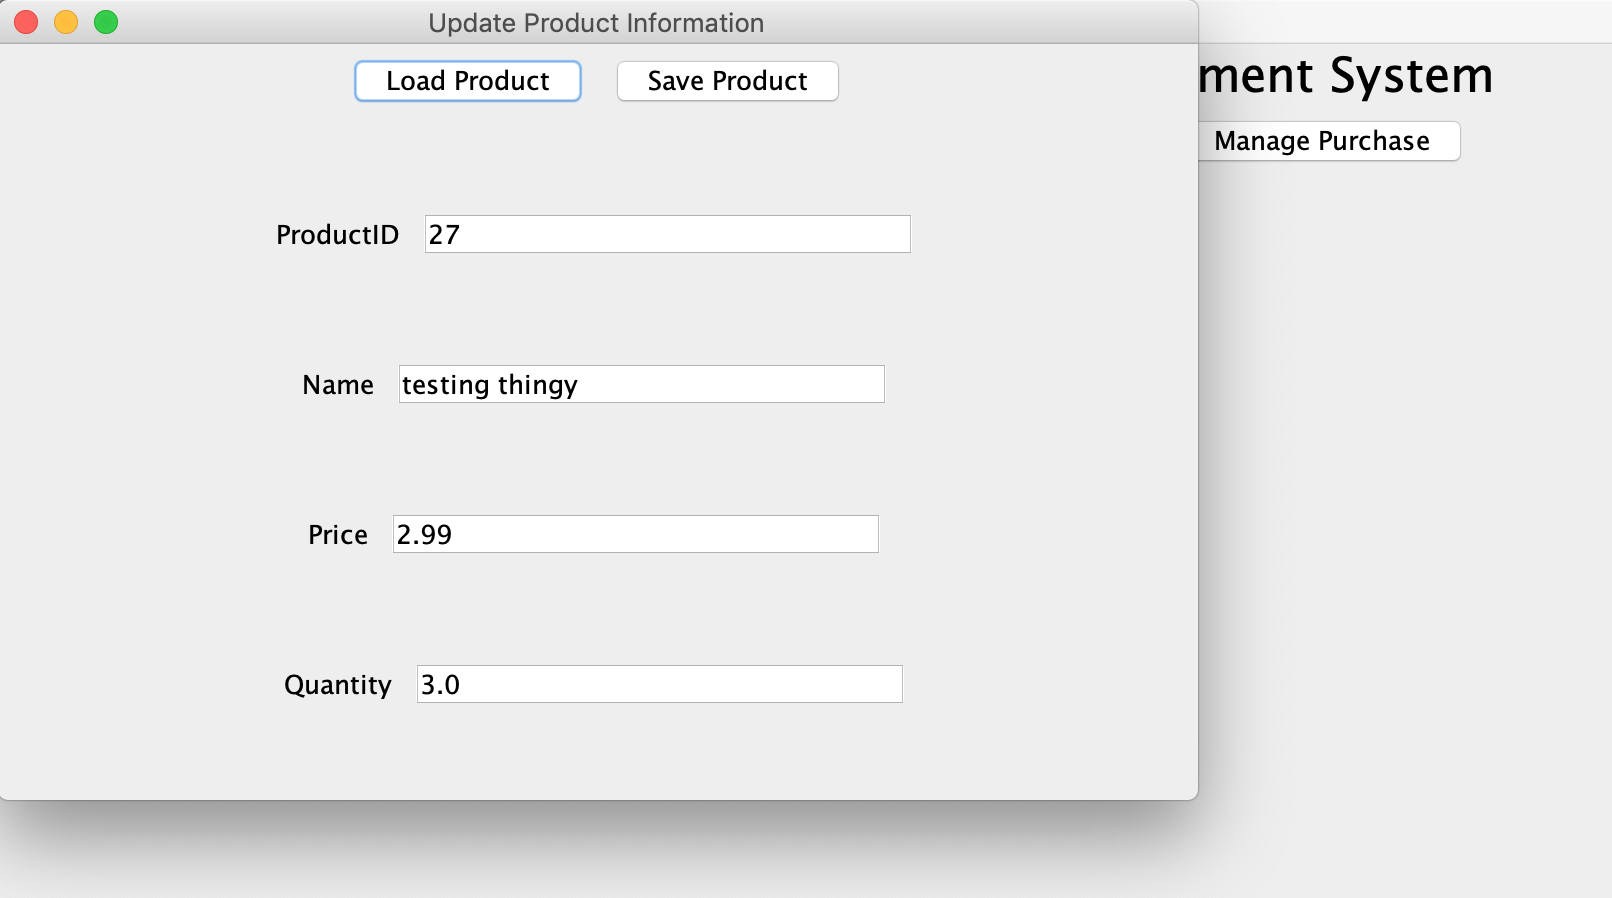 Update Product Information
Load Product Save Product
ment System
Manage Purchase
ProductID 27
Name testing thingy
Price 2.99
Quantity 3.0